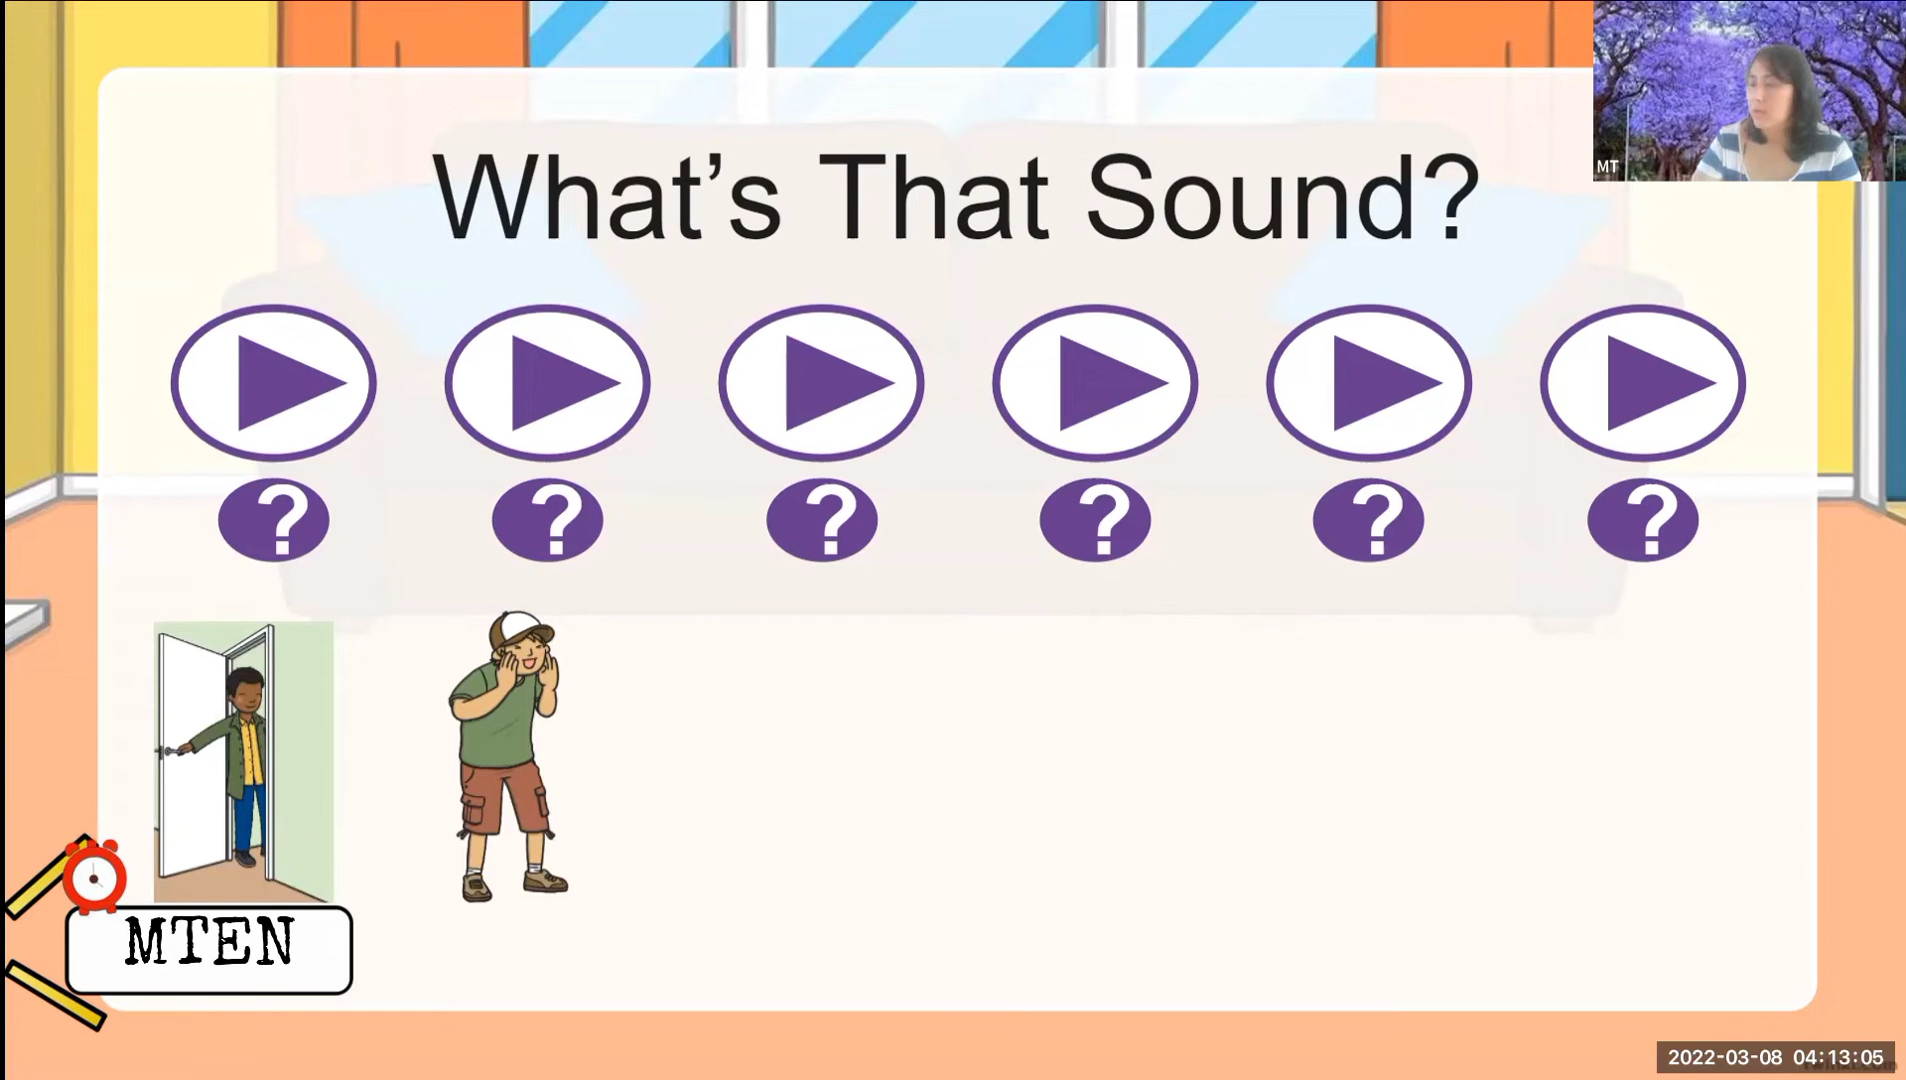 What's That Sound?
MT
? ? ? ? ? ?
MTEN
2022-03-08 04:13:05